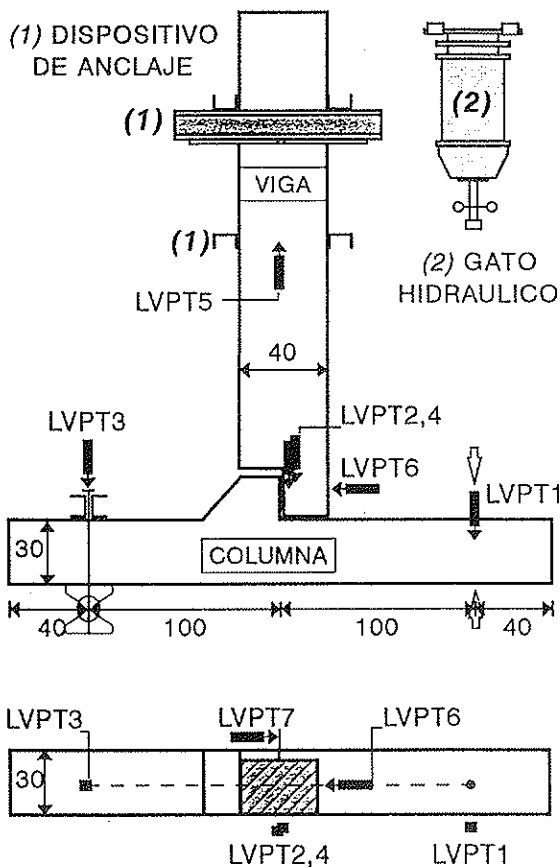 (1) DISPOSITIVO
DE ANCLAJE
(1)
(2)
VIGA
(1)
(2) GATO
HIDRAULICO
LVPT5
40
LVPT3
LVPT2,4
LVPT6
LVPT1
30
COLUMNA
40
100
100
40
LVPT3
LVPT7
LVPT6
30
LVPT2,4
LVPT1